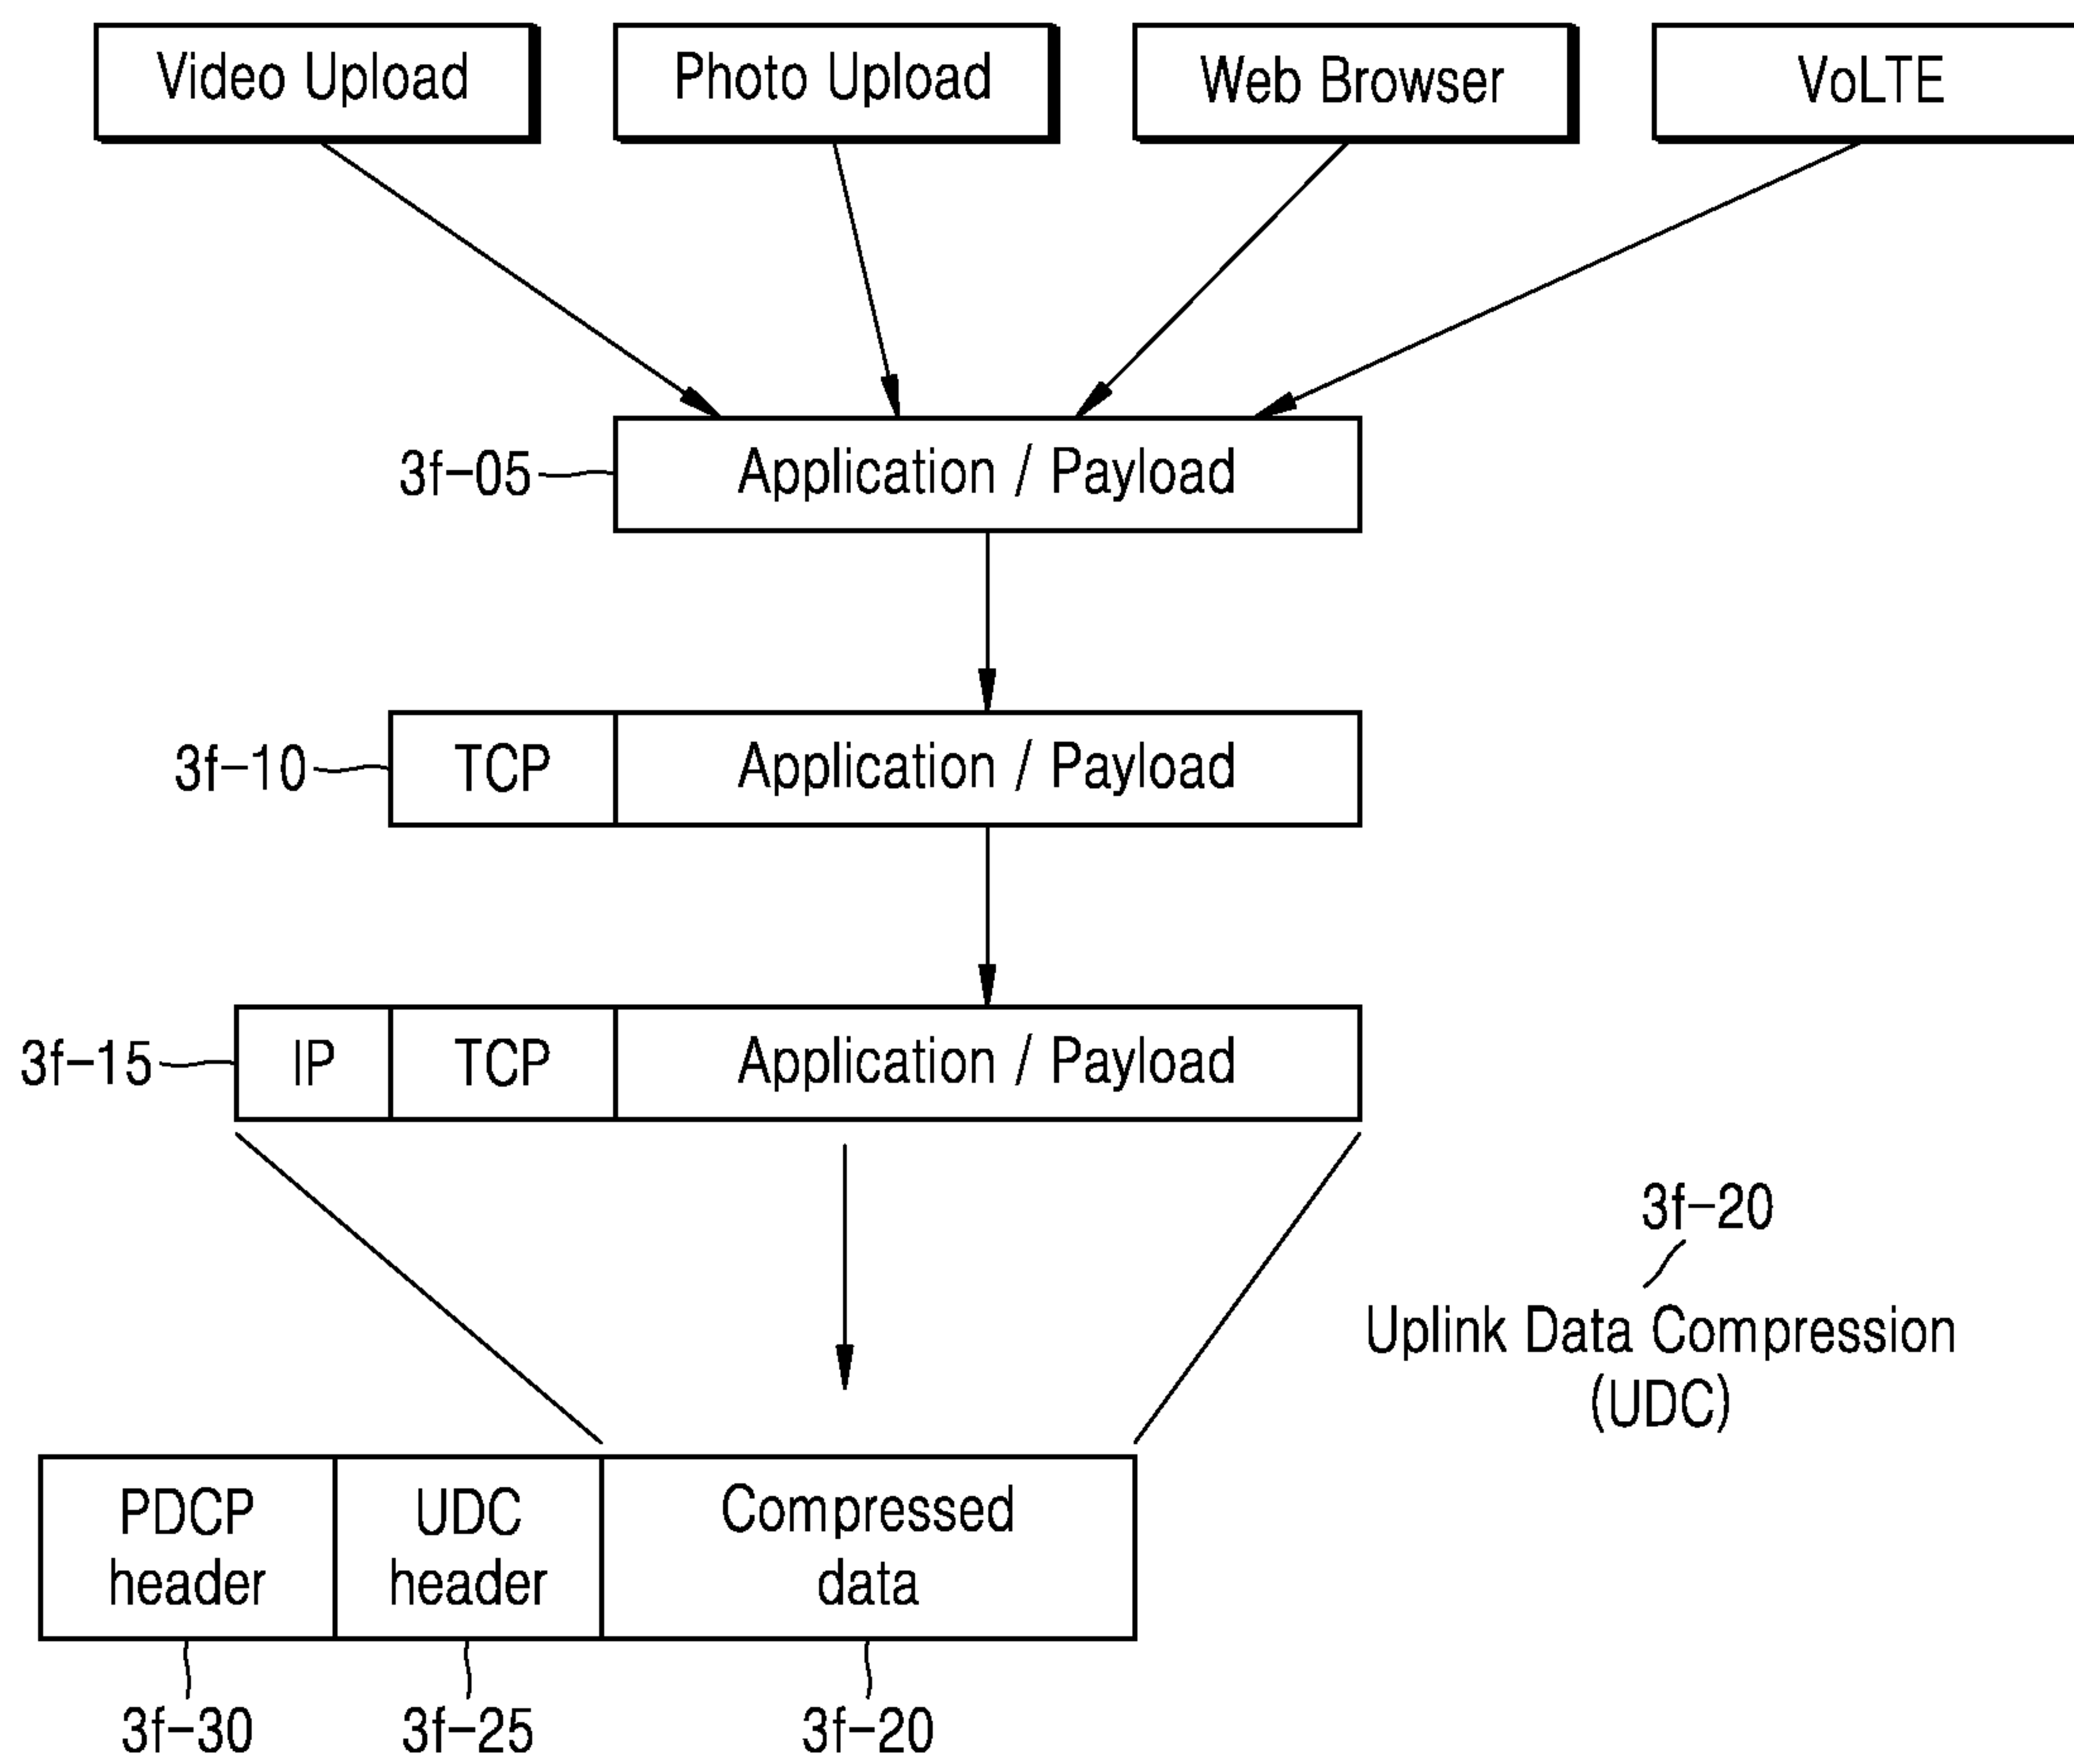 Video Upload
Photo Upload
Web Browser
VoLTE
3f-05
Application / Payload
3f-10
TCP
Application / Payload
3f-15
IP
TCP
Application / Payload
3f-20
Uplink Data Compression
(UDC)
PDCP
header
UDC
header
Compressed
data
3f-30
3f-25
3f-20